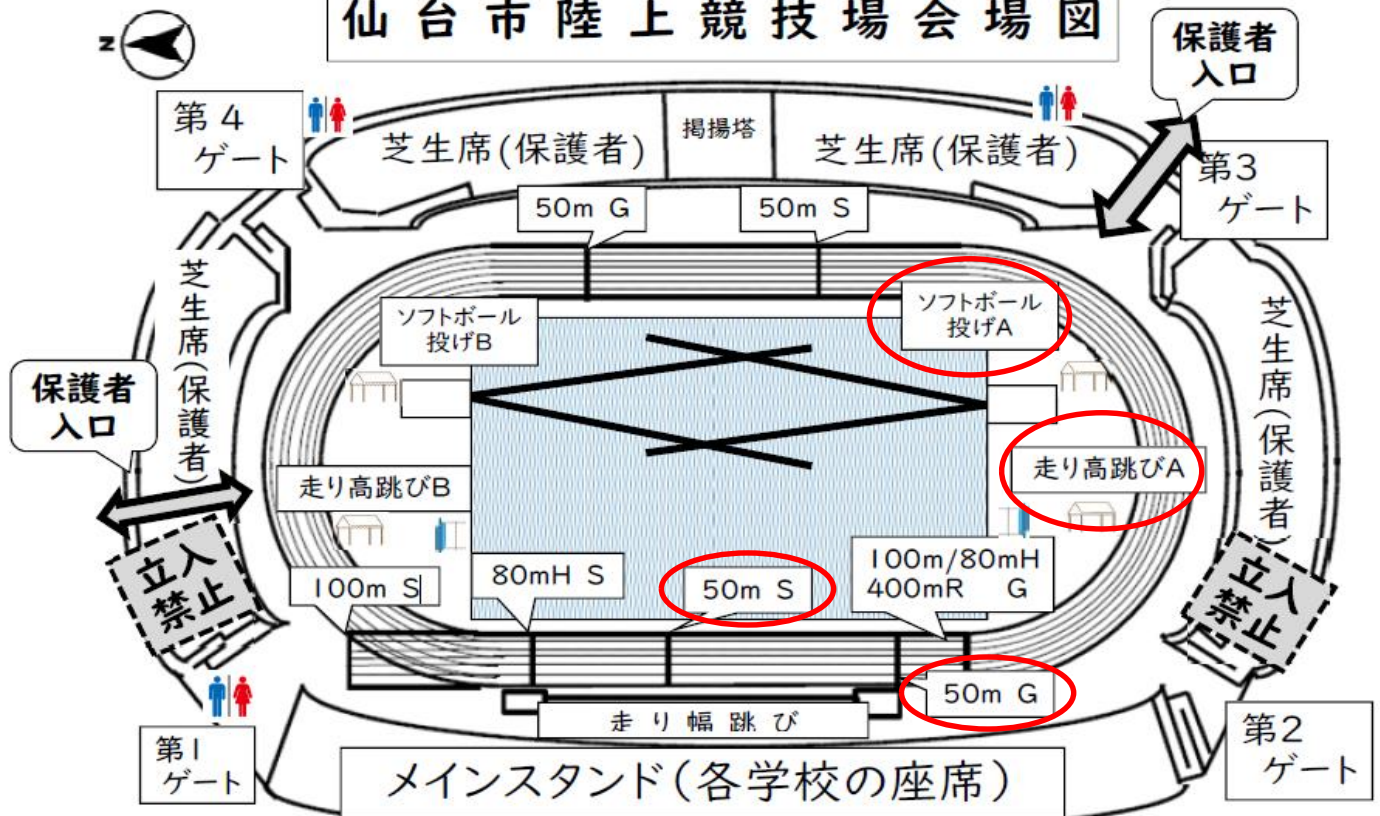 仙台市陸上競技場会場図
N
保護者
入口
第4
ゲート
芝生席(保護者)
掲揚塔
芝生席(保護者)
第3
ゲート
50m G
50m S
芝生席(保護者)
ソフトボール
投げB
ソフトボール
投げA
芝生席(保護者)
保護者
入口
走り高跳びB
走り高跳びA
立入
禁止
100m S
80mH S
50m S
100m/80mH
400mR G
立入
禁止
50m G
走り幅跳び
第1
ゲート
メインスタンド(各学校の座席)
第2
ゲート